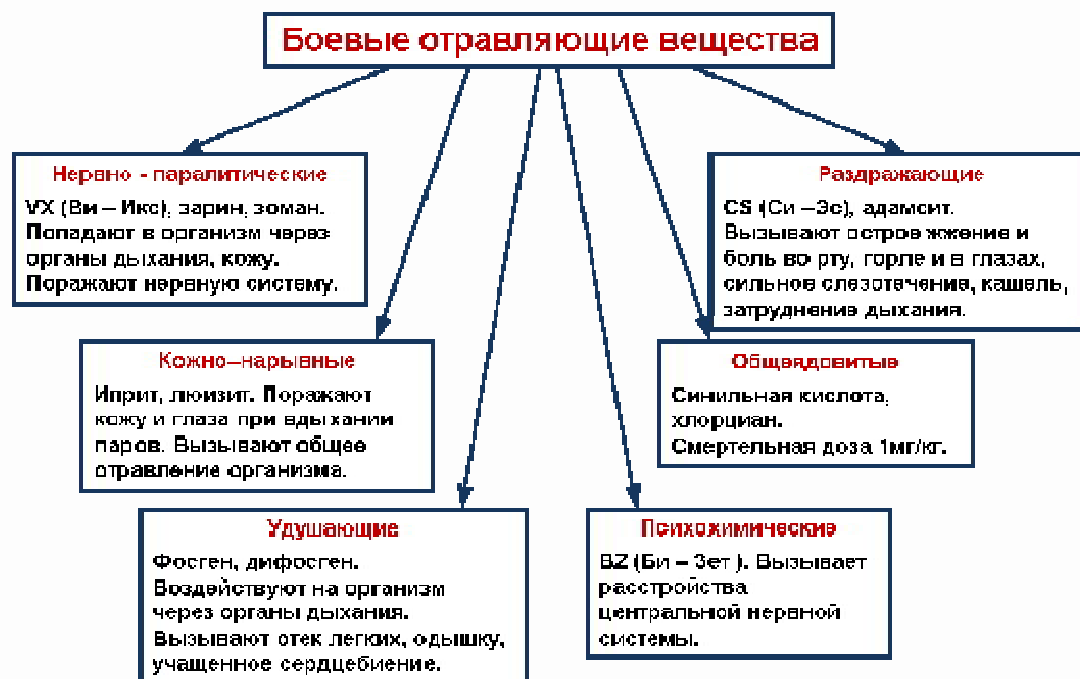 Боевые отравляющие вещества
Нервно - паралитические
VX (Ви – Икс), зарин, зоман.
Попадают в организм через
органы дыхания, кожу.
Поражают нервную систему.
Раздражающие
CS (Си –Эс), адамсит.
Вызывают острое жжение и
боль во рту, горле и в глазах,
сильное слезотечение, кашель,
затруднение дыхания.
Кожно–нарывные
Иприт, люизит. Поражают
кожу и глаза при вдыхании
паров. Вызывают общее
отравление организма.
Общеядовитые
Синильная кислота,
хлорциан.
Смертельная доза 1мг/кг.
Удушающие
Фосген, дифосген.
Воздействуют на организм
через органы дыхания.
Вызывают отек легких, одышку,
учащенное сердцебиение.
Психохимические
BZ (Би – Зет ). Вызывает
расстройства
центральной нервной
системы.